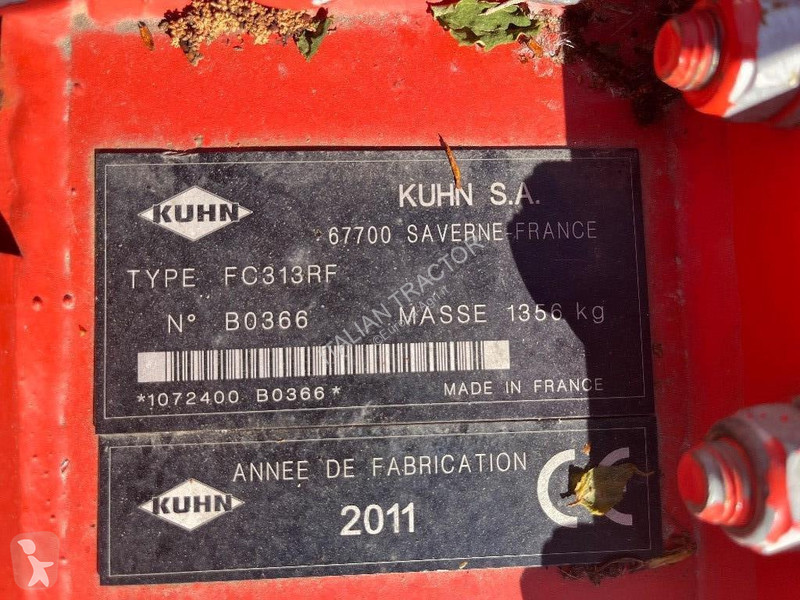 KUHN
KUHN S.A.
67700 SAVERNE-FRANCE
TYPE FC313RF
N° B0366 MASSE 1356 kg
*1072400 B0366*
MADE IN FRANCE
ITALIAN TRACTOR
KUHN
ANNEE DE FABRICATION
2011
CE